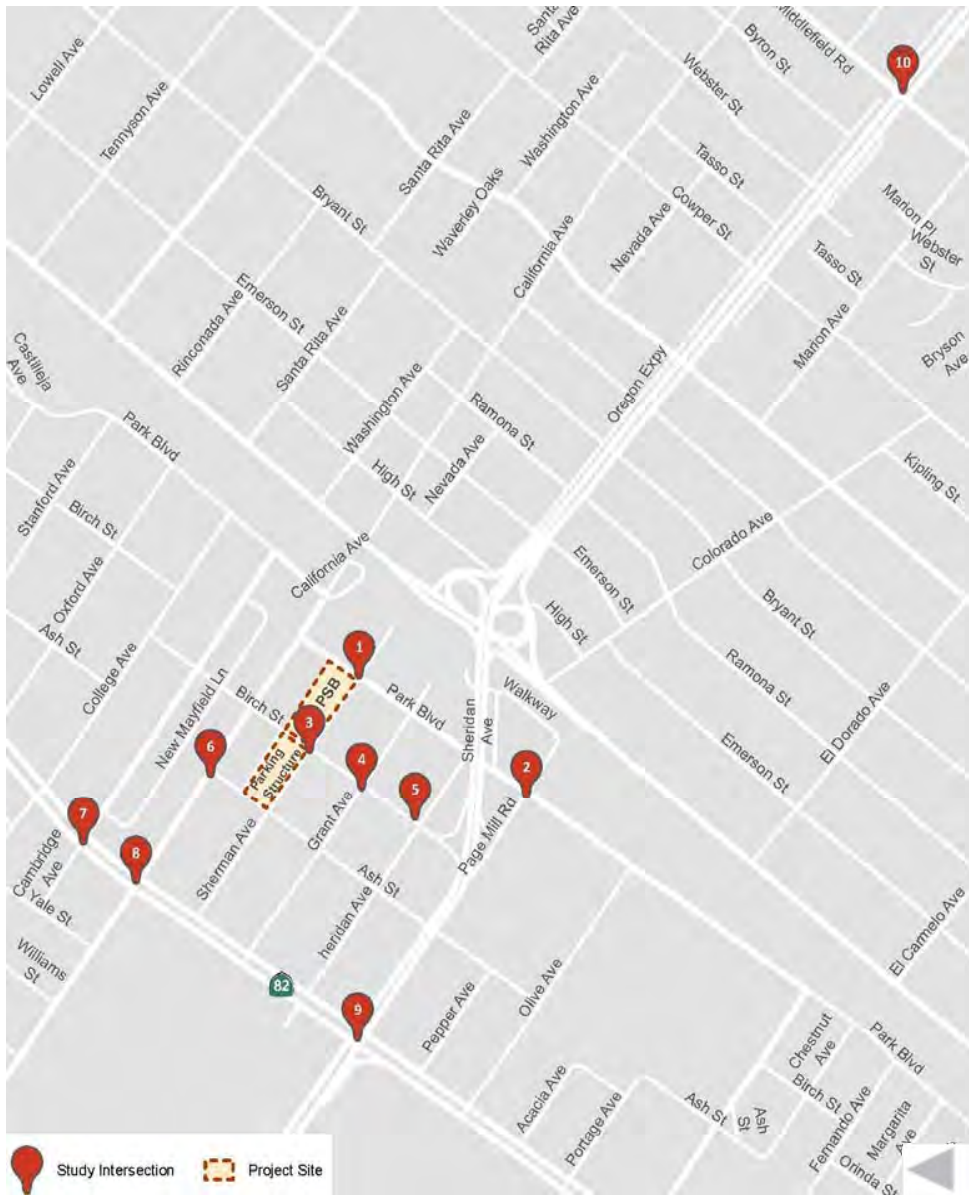 Middlefield Rd
Santa
Rita Ave
Byron St
10
Lowell Ave
Webster St
Tennyson Ave
Washington Ave
Santa Rita Ave
Tasso St
Bryant St
Waverley Oaks
Cowper St
Marion Pl
Nevada Ave
Webster
St
California Ave
Tasso St
Emerson St
Rinconada Ave
Santa Rita Ave
Marion Ave
Bryson
Ave
Castilleja
Ave
Oregon Expy
Washington Ave
Ramona St
Park Blvd
High St
Nevada Ave
Kipling St
Stanford Ave
Birch St
Colorado Ave
California Ave
Emerson St
Oxford Ave
High St
Bryant St
Ash St
1
College Ave
PSB
Ramona St
Walkway
New Mayfield Ln
Birch St
Park Blvd
Sheridan
Ave
El Dorado Ave
3
6
4
2
Emerson St
Parking
Structure
5
7
Grant Ave
Page Mill Rd
8
Cambridge
Ave
Sherman Ave
Ash St
Yale St
heridan Ave
El Carmelo Ave
Williams
St
82
Olive Ave
9
Pepper Ave
Chestnut
Ave
Park Blvd
Acacia Ave
Birch St
Ash St
Ash
St
Portage Ave
Fernando Ave
Margarita
Ave
Orinda St
Study Intersection
Project Site